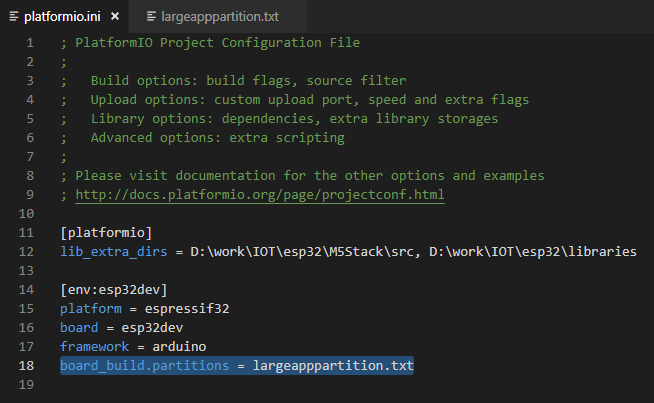 platformio.ini × largeapppartition.txt
1 ; PlatformIO Project Configuration File
2 ;
3 ;   Build options: build flags, source filter
4 ;   Upload options: custom upload port, speed and extra flags
5 ;   Library options: dependencies, extra library storages
6 ;   Advanced options: extra scripting
7 ;
8 ; Please visit documentation for the other options and examples
9 ; http://docs.platformio.org/page/projectconf.html
10
11 [platformio]
12 lib_extra_dirs = D:\work\IOT\esp32\M5Stack\src, D:\work\IOT\esp32\libraries
13
14 [env:esp32dev]
15 platform = espressif32
16 board = esp32dev
17 framework = arduino
18 board_build.partitions = largeapppartition.txt
19